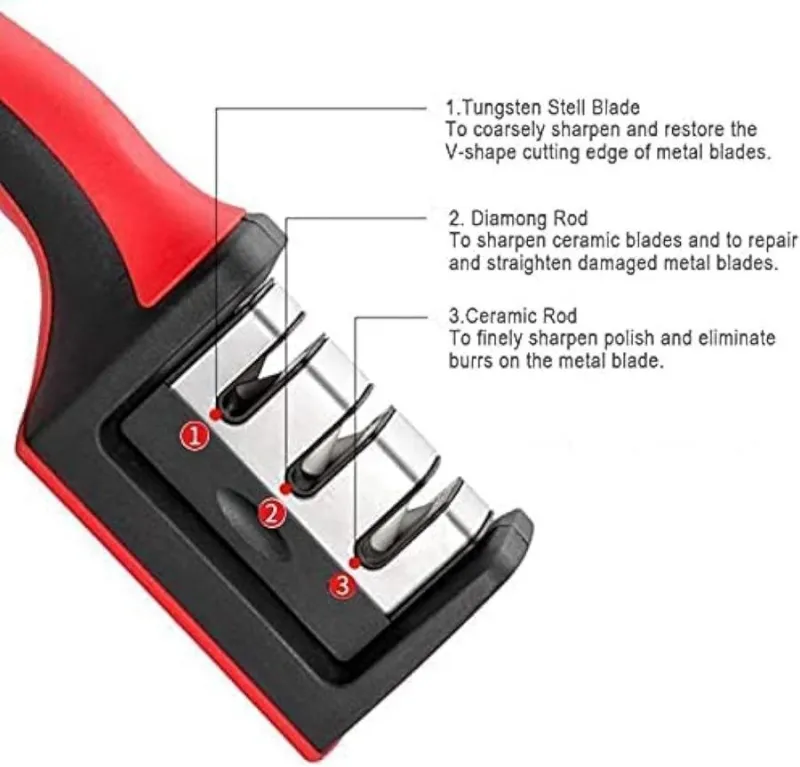 1.Tungsten Stell Blade
To coarsely sharpen and restore the
V-shape cutting edge of metal blades.
2. Diamong Rod
To sharpen ceramic blades and to repair
and straighten damaged metal blades.
3.Ceramic Rod
To finely sharpen polish and eliminate
burrs on the metal blade.
1
2
3